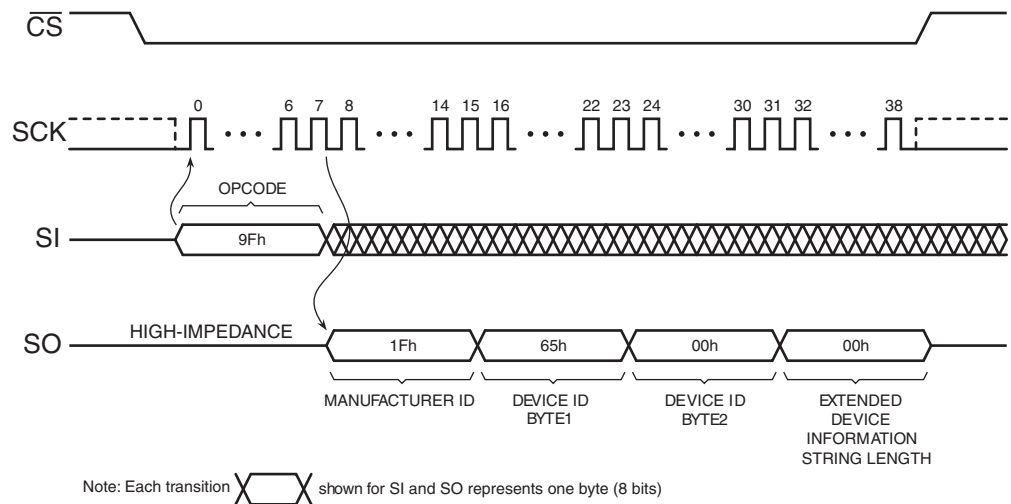 CS
SCK
0 6 7 8 14 15 16 22 23 24 30 31 32 38
OPCODE
SI
9Fh
SO
HIGH-IMPEDANCE
1Fh 65h 00h 00h
MANUFACTURER ID
DEVICE ID
BYTE1
DEVICE ID
BYTE2
EXTENDED
DEVICE
INFORMATION
STRING LENGTH
Note: Each transition shown for SI and SO represents one byte (8 bits)